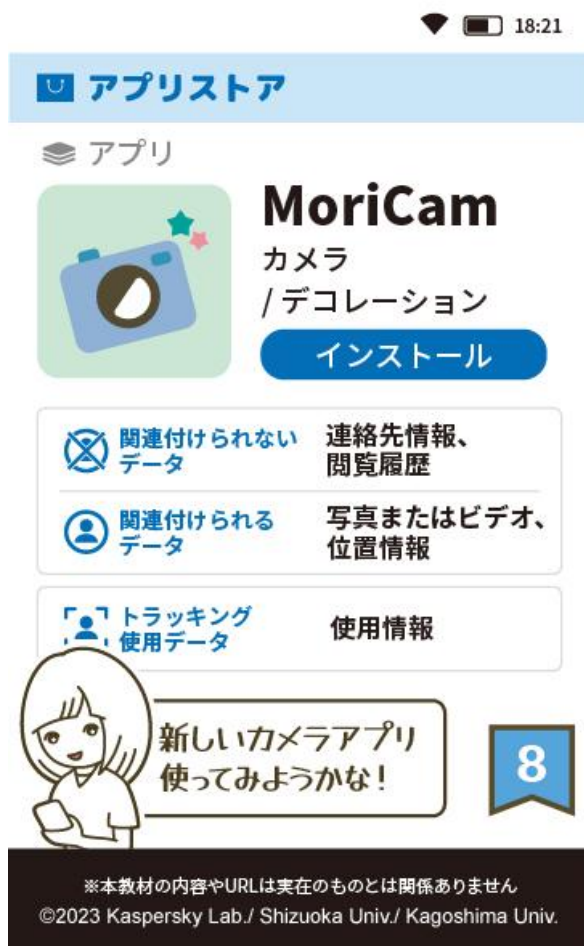 18:21
アプリストア
アプリ
MoriCam
カメラ
/ デコレーション
インストール
関連付けられない
データ
連絡先情報、
閲覧履歴
関連付けられる
データ
写真またはビデオ、
位置情報
トラッキング
使用データ
使用情報
新しいカメラアプリ
使ってみようかな！
8
※本教材の内容やURLは実在のものとは関係ありません
©2023 Kaspersky Lab./ Shizuoka Univ./ Kagoshima Univ.